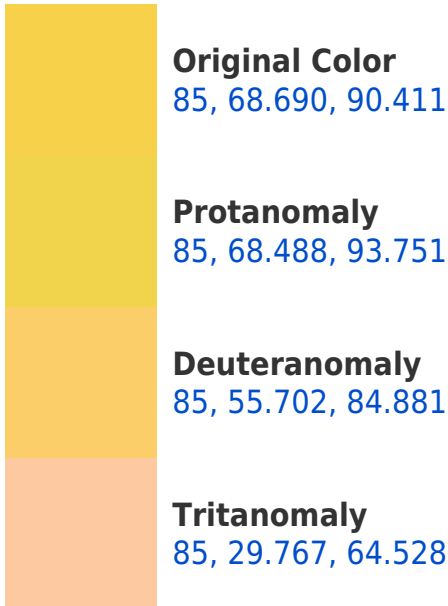 Original Color
85, 68.690, 90.411
Protanomaly
85, 68.488, 93.751
Deuteranomaly
85, 55.702, 84.881
Tritanomaly
85, 29.767, 64.528